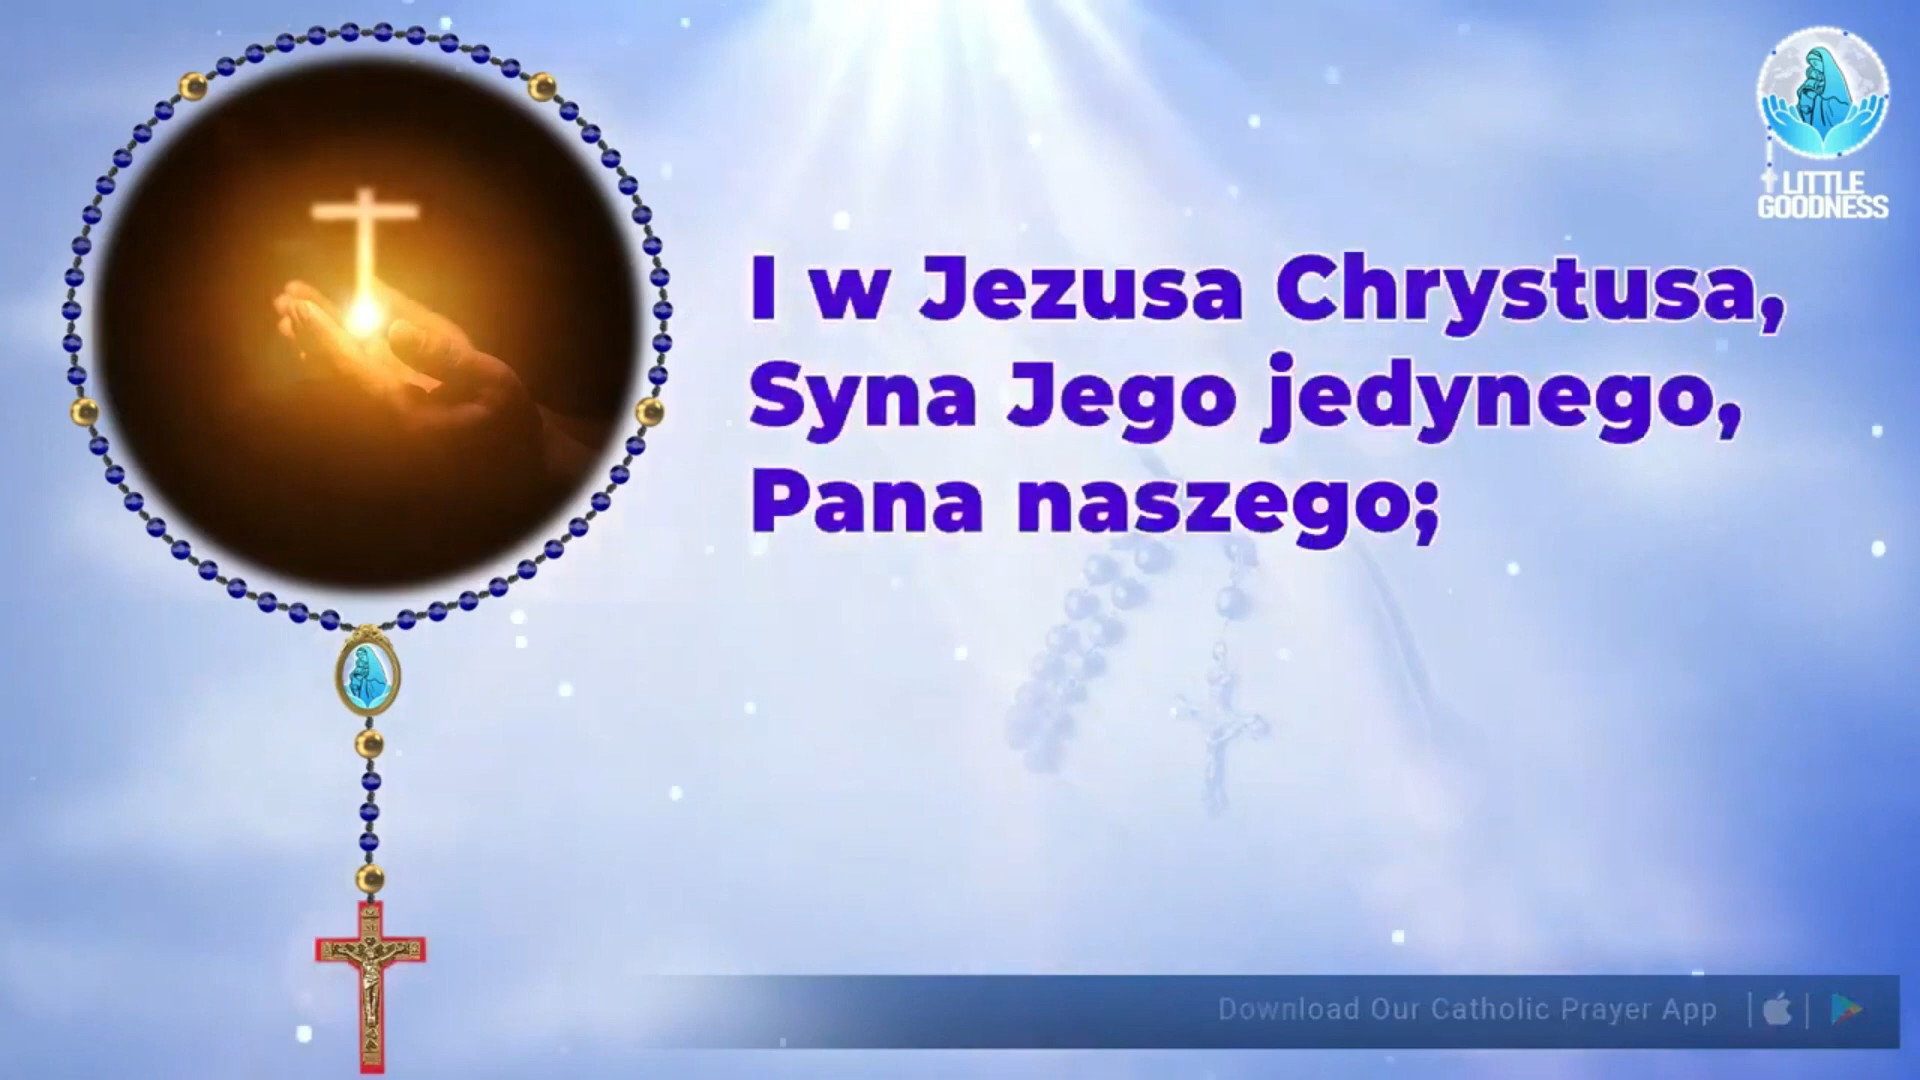 I w Jezusa Chrystusa,
Syna Jego jedynego,
Pana naszego;
LITTLE
GOODNESS
Download Our Catholic Prayer App